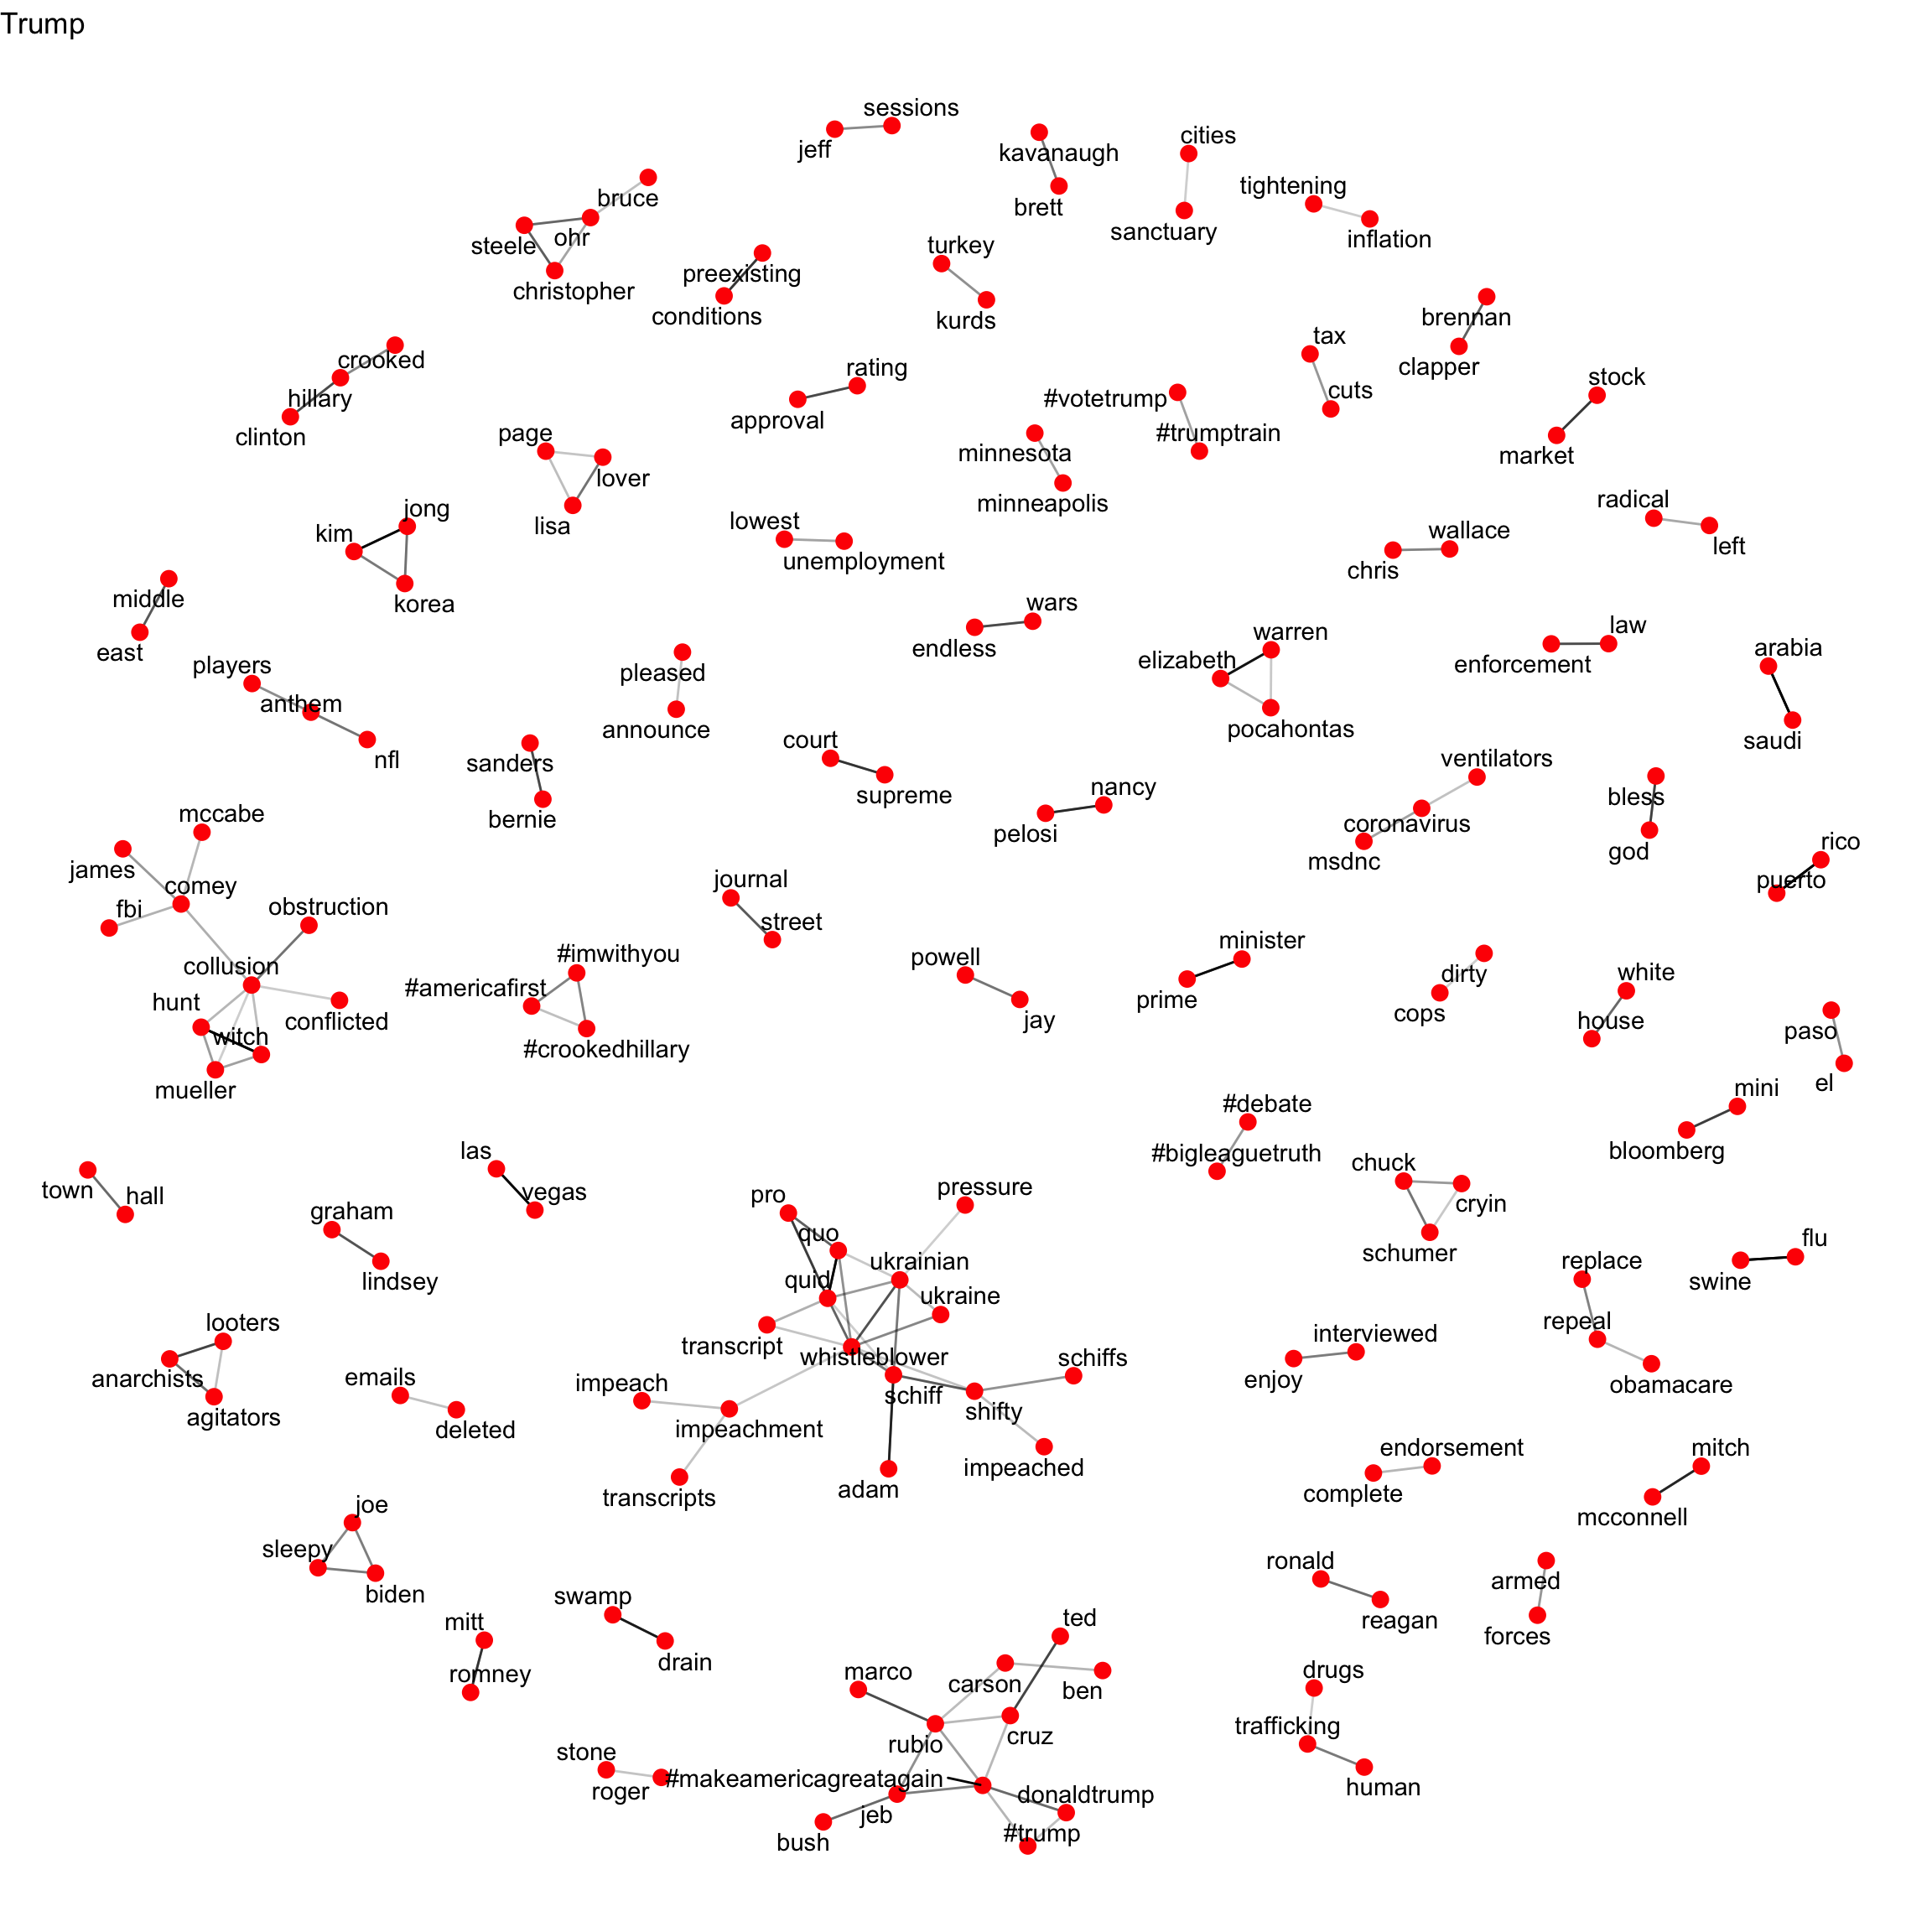 Trump
sessions
jeff
kavanaugh
brett
cities
sanctuary
tightening
inflation
bruce
steele
ohr
christopher
preexisting
conditions
turkey
kurds
brennan
clapper
tax
cuts
crooked
hillary
clinton
rating
approval
stock
market
#votetrump
#trumptrain
page
lover
lisa
minnesota
minneapolis
radical
left
jong
kim
korea
lowest
unemployment
wallace
chris
middle
east
wars
endless
warren
elizabeth
pocahontas
law
enforcement
arabia
saudi
players
anthem
nfl
pleased
announce
court
supreme
sanders
bernie
nancy
pelosi
ventilators
coronavirus
msdnc
bless
god
rico
puerto
mccabe
james
comey
fbi
obstruction
collusion
hunt
conflicted
witch
mueller
journal
street
#imwithyou
#americafirst
#crookedhillary
powell
jay
minister
prime
dirty
cops
white
house
paso
el
mini
bloomberg
#debate
#bigleaguetruth
chuck
cryin
schumer
las
vegas
town
hall
graham
lindsey
pro
pressure
quo
ukrainian
quid
ukraine
transcript
whistleblower
schiffs
schiff
shifty
impeach
impeachment
impeached
transcripts
adam
flu
swine
replace
repeal
obamacare
interviewed
enjoy
looters
anarchists
agitators
emails
deleted
endorsement
complete
mitch
mcconnell
joe
sleepy
biden
ronald
reagan
armed
forces
mitt
romney
swamp
drain
ted
marco
carson
ben
cruz
rubio
drugs
trafficking
human
stone
roger
#makeamericagreatagain
donaldtrump
jeb
#trump
bush